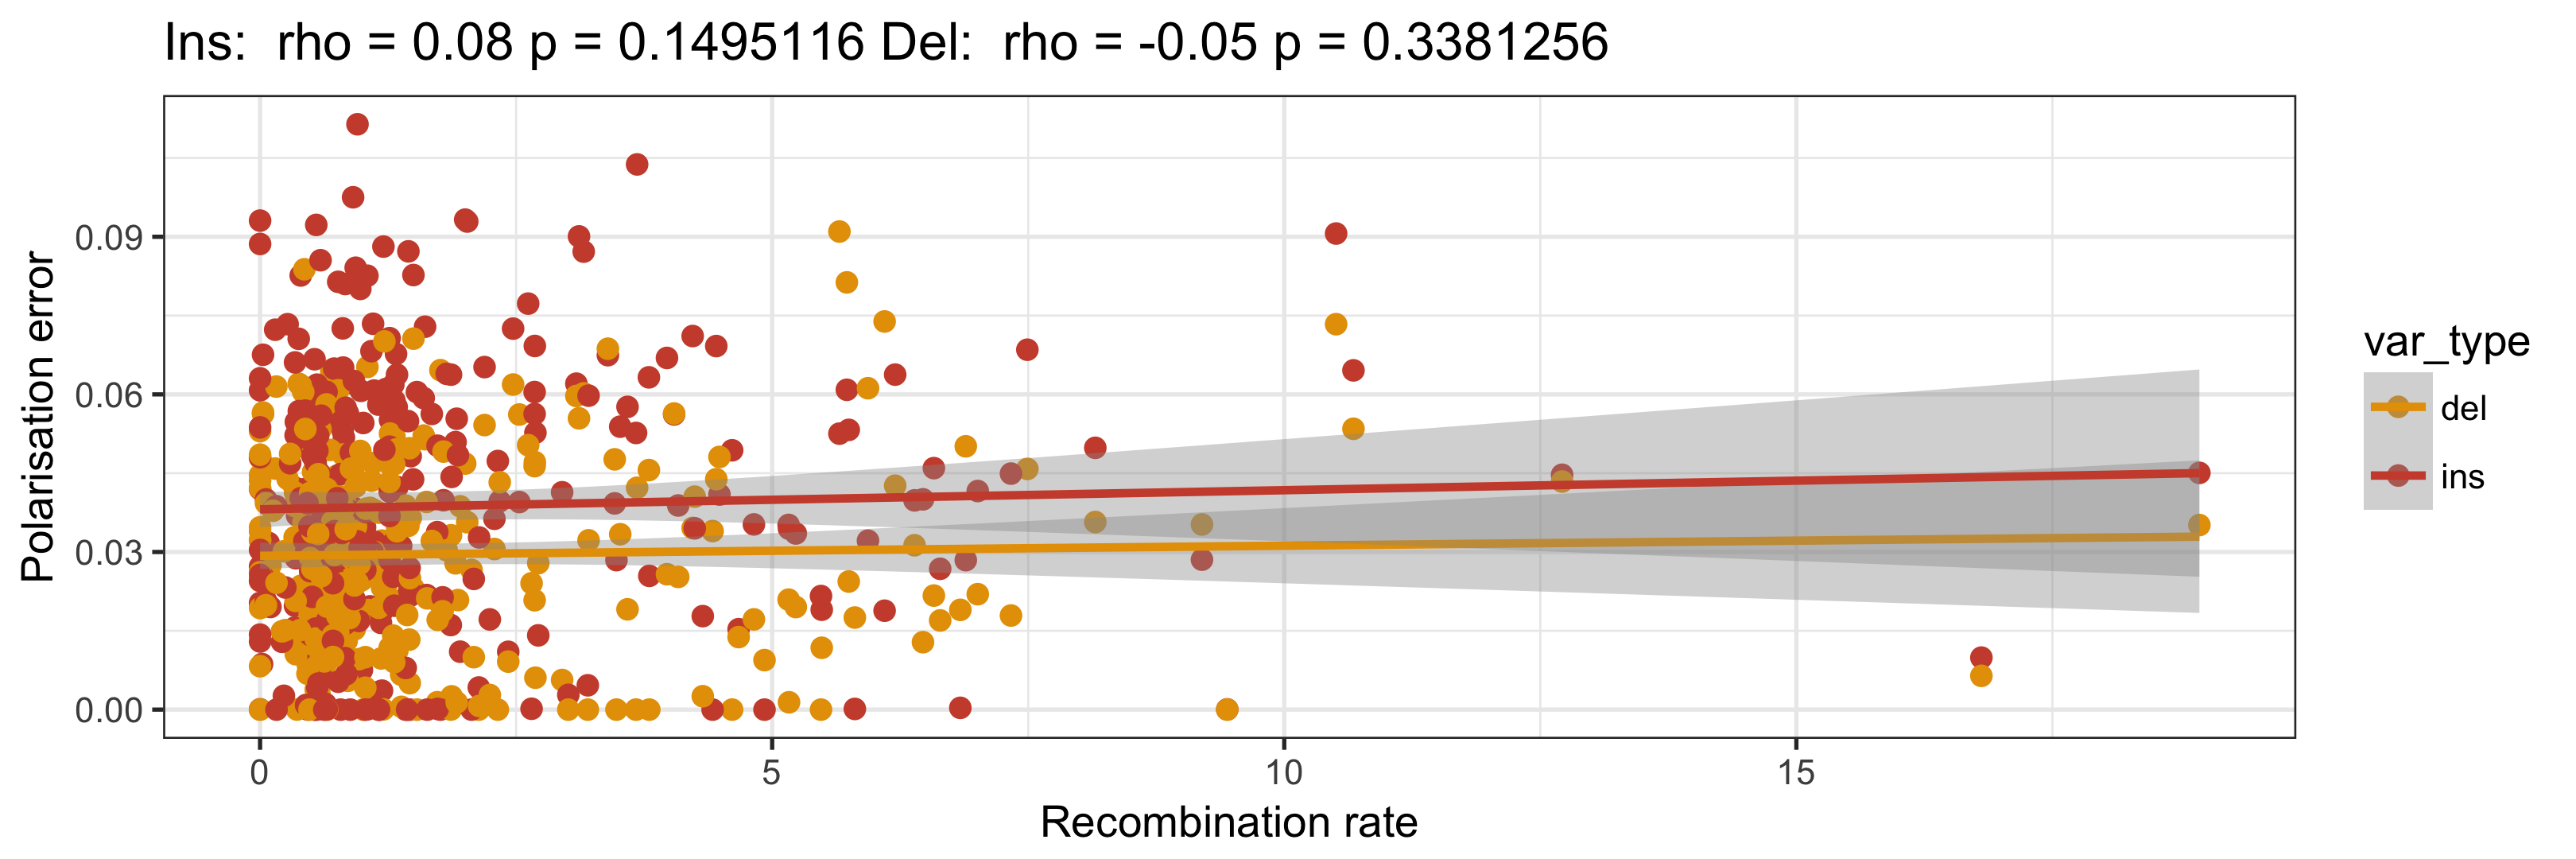 Ins:  rho = 0.08 p = 0.1495116 Del:  rho = -0.05 p = 0.3381256
Polarisation error
0.09
0.06
0.03
0.00
0
5
10
15
Recombination rate
var_type
del
ins